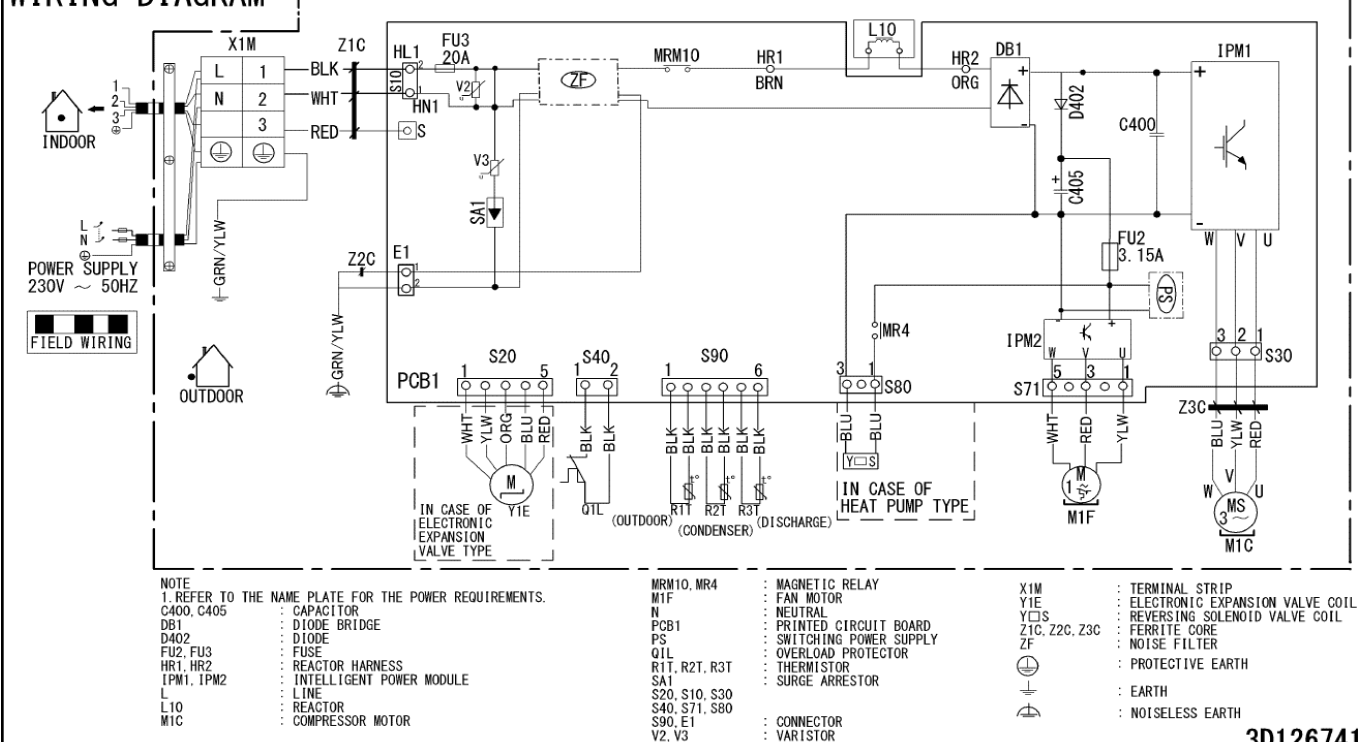 WIRING DIAGRAM
X1M
L 1
N 2
3
Z1C
BLK
WHT
RED
HL1
S10
2
1
HN1
S
FU3
20A
V2
ZF
MRM10
HR1
BRN
L10
HR2
ORG
DB1
+
-
D402
C400
+
C405
IPM1
+
-
W V U
1
2
3
INDOOR
V3
SA1
L
N
POWER SUPPLY
230V ~ 50HZ
FIELD WIRING
GRN/YLW
OUTDOOR
Z2C
E1
1
2
GRN/YLW
FU2
3.15A
PS
MR4
IPM2
- +
W V U
3 2 1
S30
PCB1
S20
1 5
S40
1 2
S90
1 6
3 1
S80
5 3 1
S71
Z3C
WHT YLW ORG BLU RED
M
Y1E
IN CASE OF
ELECTRONIC
EXPANSION
VALVE TYPE
BLK BLK
Q1L
BLK BLK BLK BLK BLK BLK
t° t° t°
R1T R2T R3T
(OUTDOOR)
(CONDENSER)
(DISCHARGE)
BLU BLU
Y□S
IN CASE OF
HEAT PUMP TYPE
WHT RED YLW
M
1 ~
M1F
BLU YLW RED
W V U
MS
3 ~
M1C
NOTE
1. REFER TO THE NAME PLATE FOR THE POWER REQUIREMENTS.
C400, C405 : CAPACITOR
DB1 : DIODE BRIDGE
D402 : DIODE
FU2, FU3 : FUSE
HR1, HR2 : REACTOR HARNESS
IPM1, IPM2 : INTELLIGENT POWER MODULE
L : LINE
L10 : REACTOR
M1C : COMPRESSOR MOTOR
MRM10, MR4 : MAGNETIC RELAY
M1F : FAN MOTOR
N : NEUTRAL
PCB1 : PRINTED CIRCUIT BOARD
PS : SWITCHING POWER SUPPLY
Q1L : OVERLOAD PROTECTOR
R1T, R2T, R3T : THERMISTOR
SA1 : SURGE ARRESTOR
S20, S10, S30
S40, S71, S80
S90, E1 : CONNECTOR
V2, V3 : VARISTOR
X1M : TERMINAL STRIP
Y1E : ELECTRONIC EXPANSION VALVE COIL
Y□S : REVERSING SOLENOID VALVE COIL
Z1C, Z2C, Z3C : FERRITE CORE
ZF : NOISE FILTER
: PROTECTIVE EARTH
: EARTH
: NOISELESS EARTH
3D126741